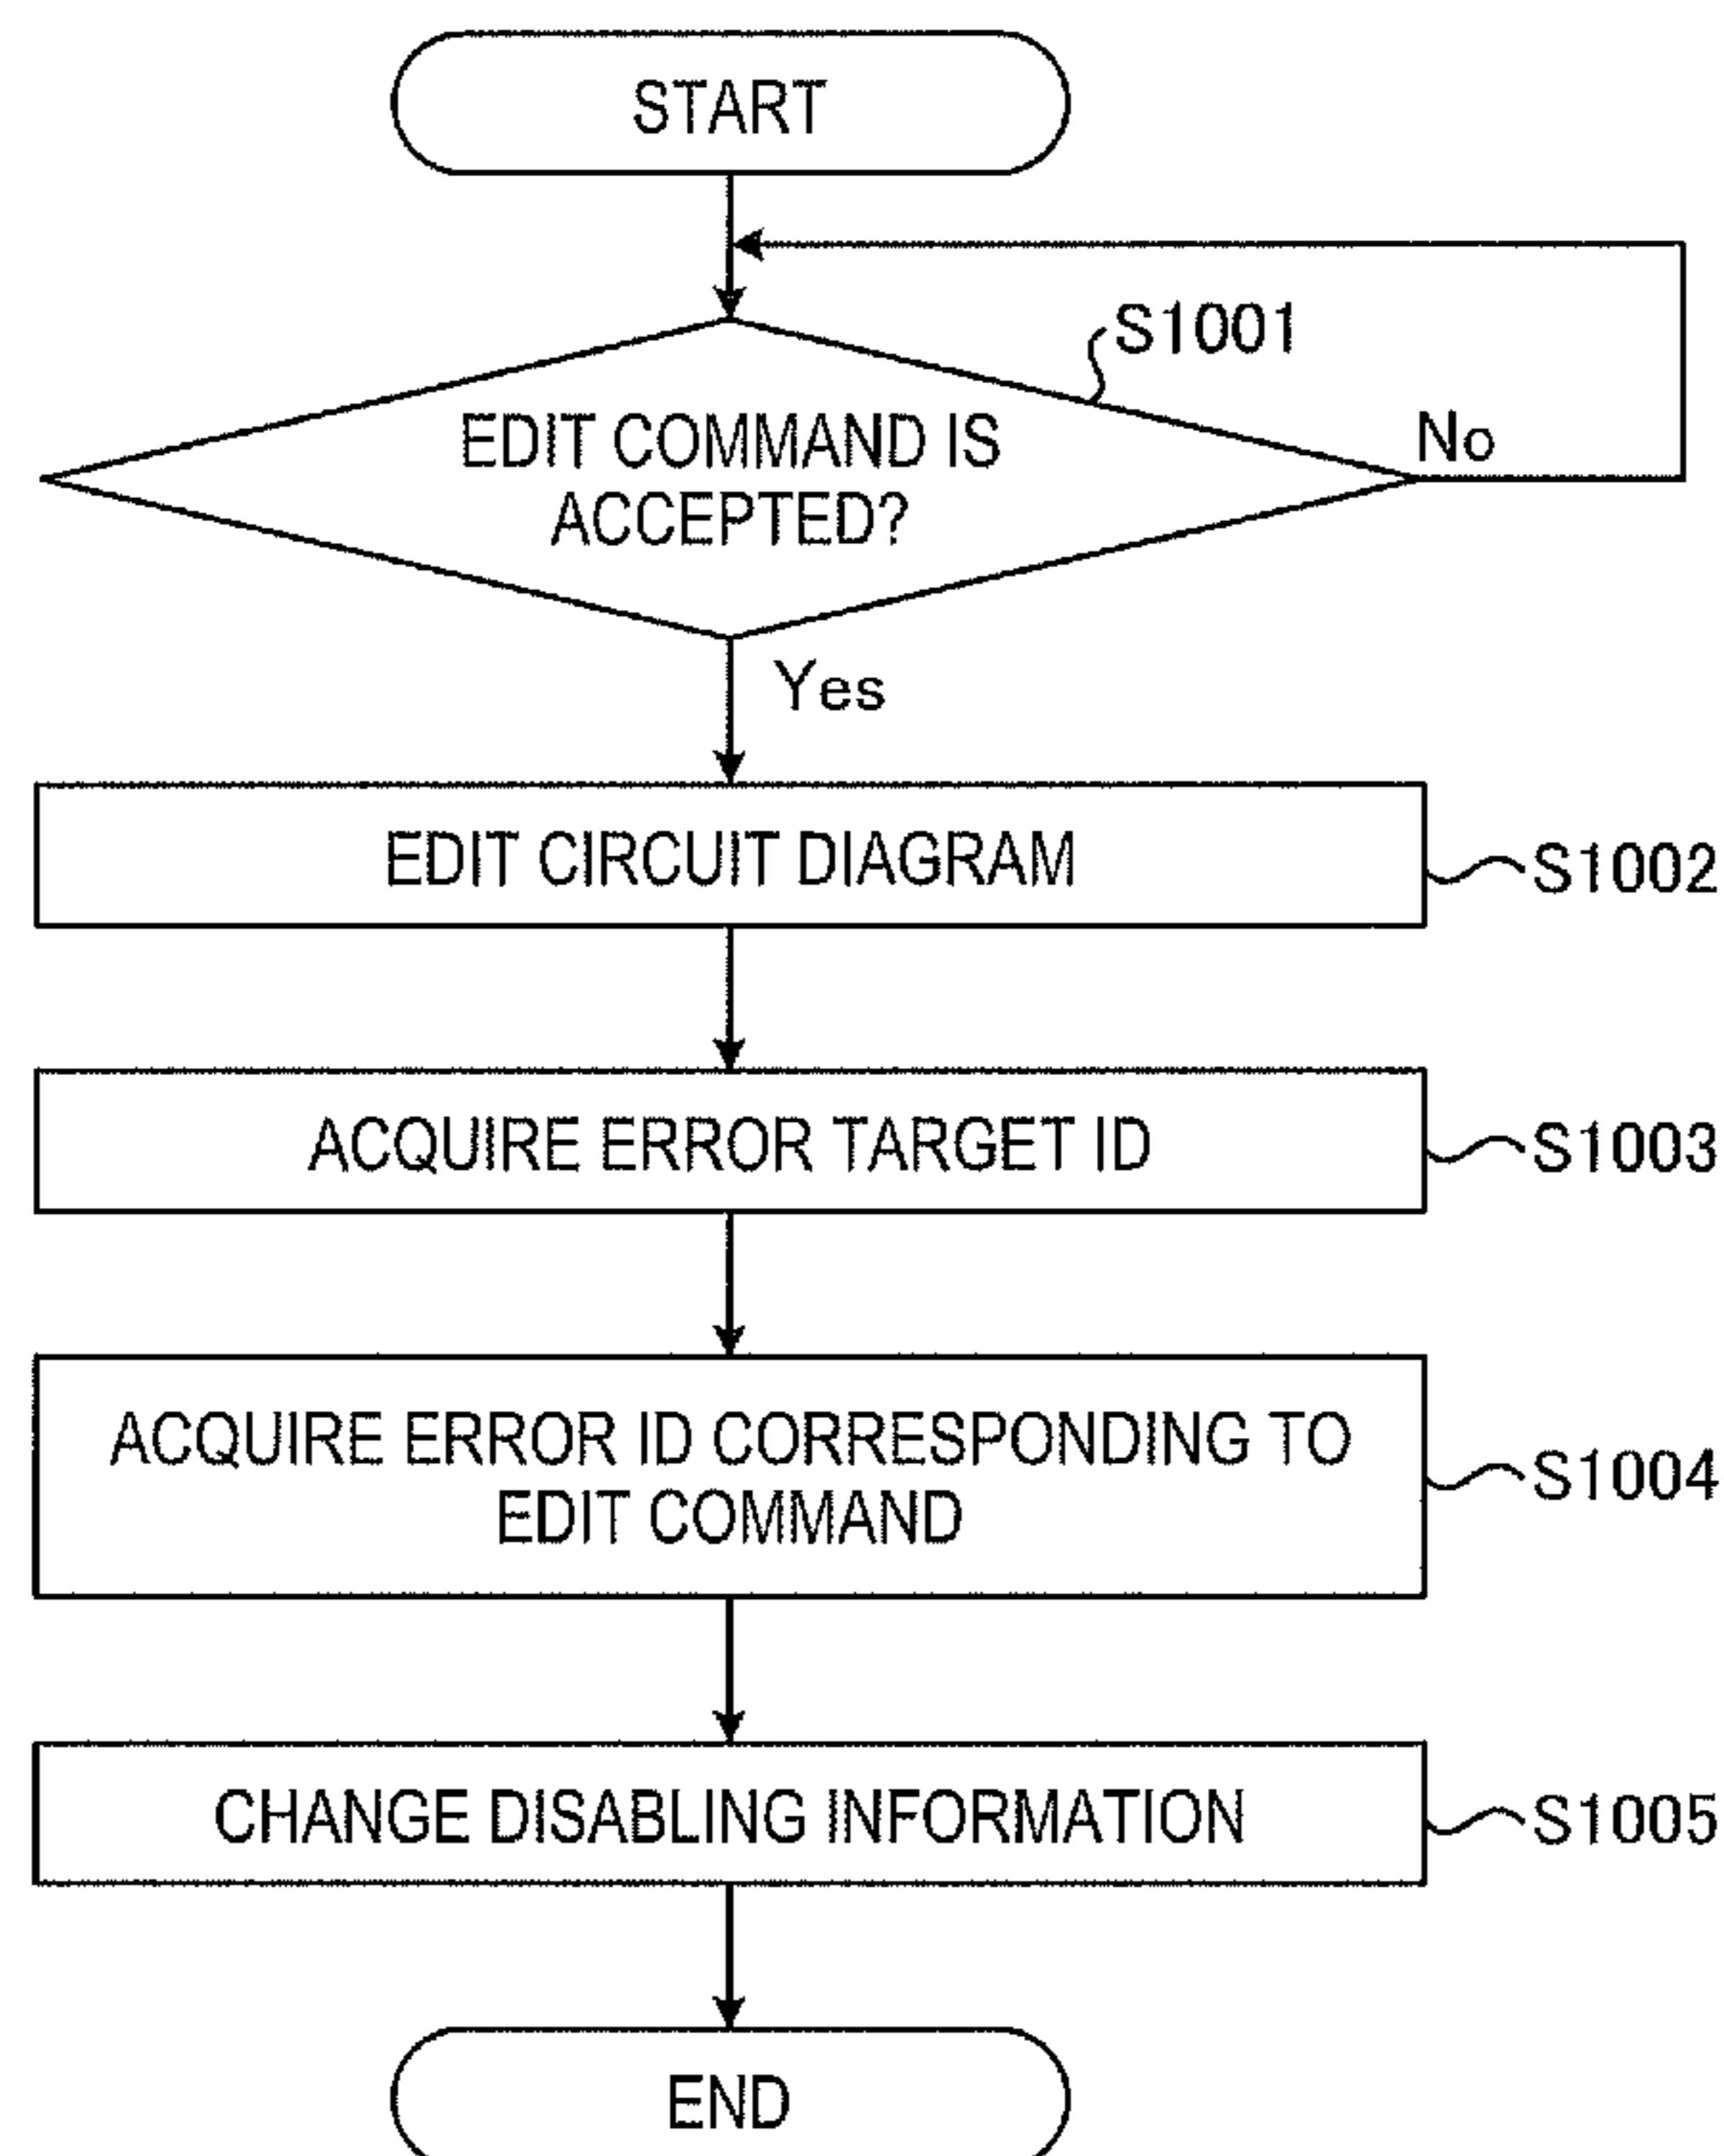 START
S1001
EDIT COMMAND IS
ACCEPTED?
No
Yes
EDIT CIRCUIT DIAGRAM
S1002
ACQUIRE ERROR TARGET ID
S1003
ACQUIRE ERROR ID CORRESPONDING TO
EDIT COMMAND
S1004
CHANGE DISABLING INFORMATION
S1005
END